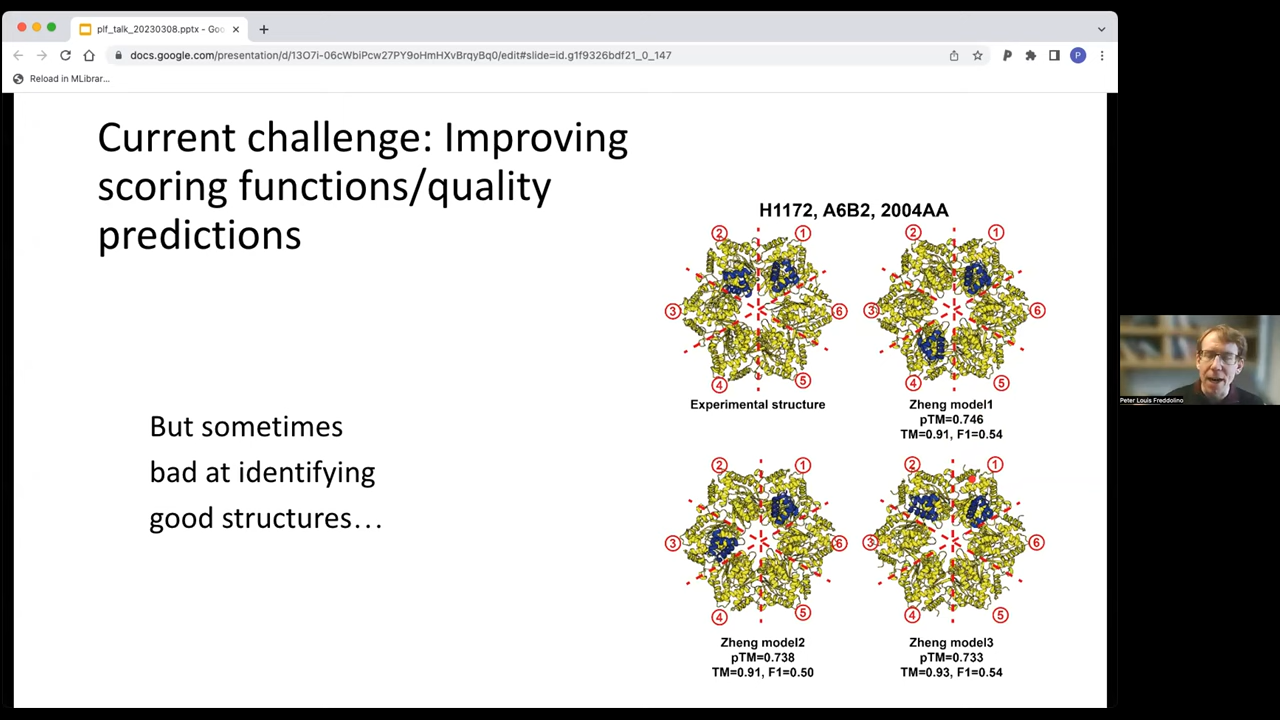 plf_talk_20230308.pptx - Goo
docs.google.com/presentation/d/13O7i-06cWbiPcw27PY9oHmHXvBrqyBq0/edit#slide=id.g1f9326bdf21_0_147
P
P
Reload in MLibrar...
Current challenge: Improving
scoring functions/quality
predictions
But sometimes
bad at identifying
good structures…
H1172, A6B2, 2004AA
2 1
3 6
4 5
Experimental structure
2 1
3 6
4 5
Zheng model1
pTM=0.746
TM=0.91, F1=0.54
2 1
3 6
4 5
Zheng model2
pTM=0.738
TM=0.91, F1=0.50
2 1
3 6
4 5
Zheng model3
pTM=0.733
TM=0.93, F1=0.54
Peter Louis Freddolino